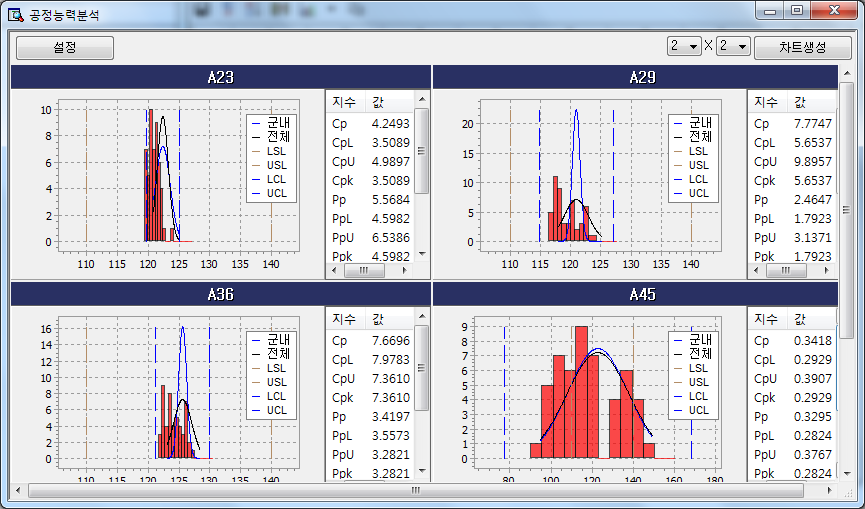 공정능력분석
설정
2 X 2 차트생성
A23
10
8
6
4
2
0
110 115 120 125 130 135 140
군내
전체
LSL
USL
LCL
UCL
지수 값
Cp 4.2493
CpL 3.5089
CpU 4.9897
Cpk 3.5089
Pp 5.5684
PpL 4.5982
PpU 6.5386
Ppk 4.5982
A29
20
15
10
5
0
110 115 120 125 130 135 140
군내
전체
LSL
USL
LCL
UCL
지수 값
Cp 7.7747
CpL 5.6537
CpU 9.8957
Cpk 5.6537
Pp 2.4647
PpL 1.7923
PpU 3.1371
Ppk 1.7923
A36
16
14
12
10
8
6
4
2
0
110 115 120 125 130 135 140
군내
전체
LSL
USL
LCL
UCL
지수 값
Cp 7.6696
CpL 7.9783
CpU 7.3610
Cpk 7.3610
Pp 3.4197
PpL 3.5573
PpU 3.2821
Ppk 3.2821
A45
9
8
7
6
5
4
3
2
1
0
80 100 120 140 160 180
군내
전체
LSL
USL
LCL
UCL
지수 값
Cp 0.3418
CpL 0.2929
CpU 0.3907
Cpk 0.2929
Pp 0.3295
PpL 0.2824
PpU 0.3767
Ppk 0.2824